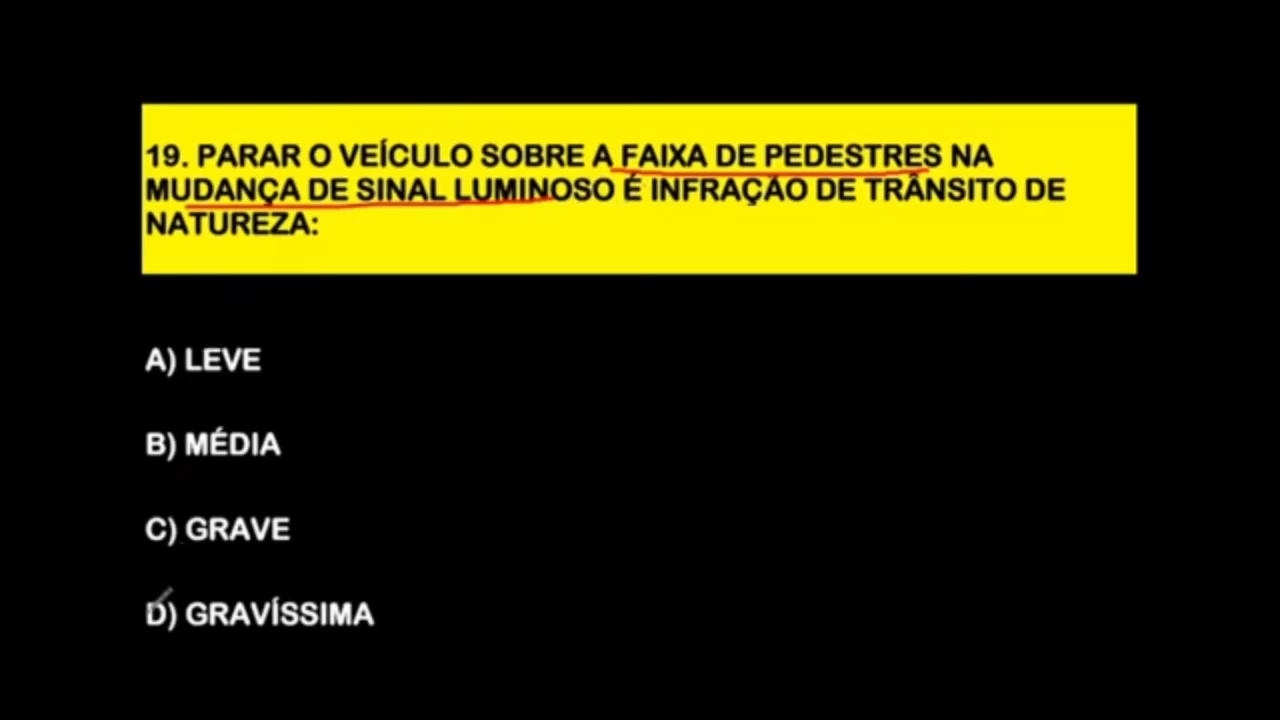 19. PARAR O VEÍCULO SOBRE A FAIXA DE PEDESTRES NA
MUDANÇA DE SINAL LUMINOSO É INFRAÇÃO DE TRÂNSITO DE
NATUREZA:
A) LEVE
B) MÉDIA
C) GRAVE
D) GRAVÍSSIMA